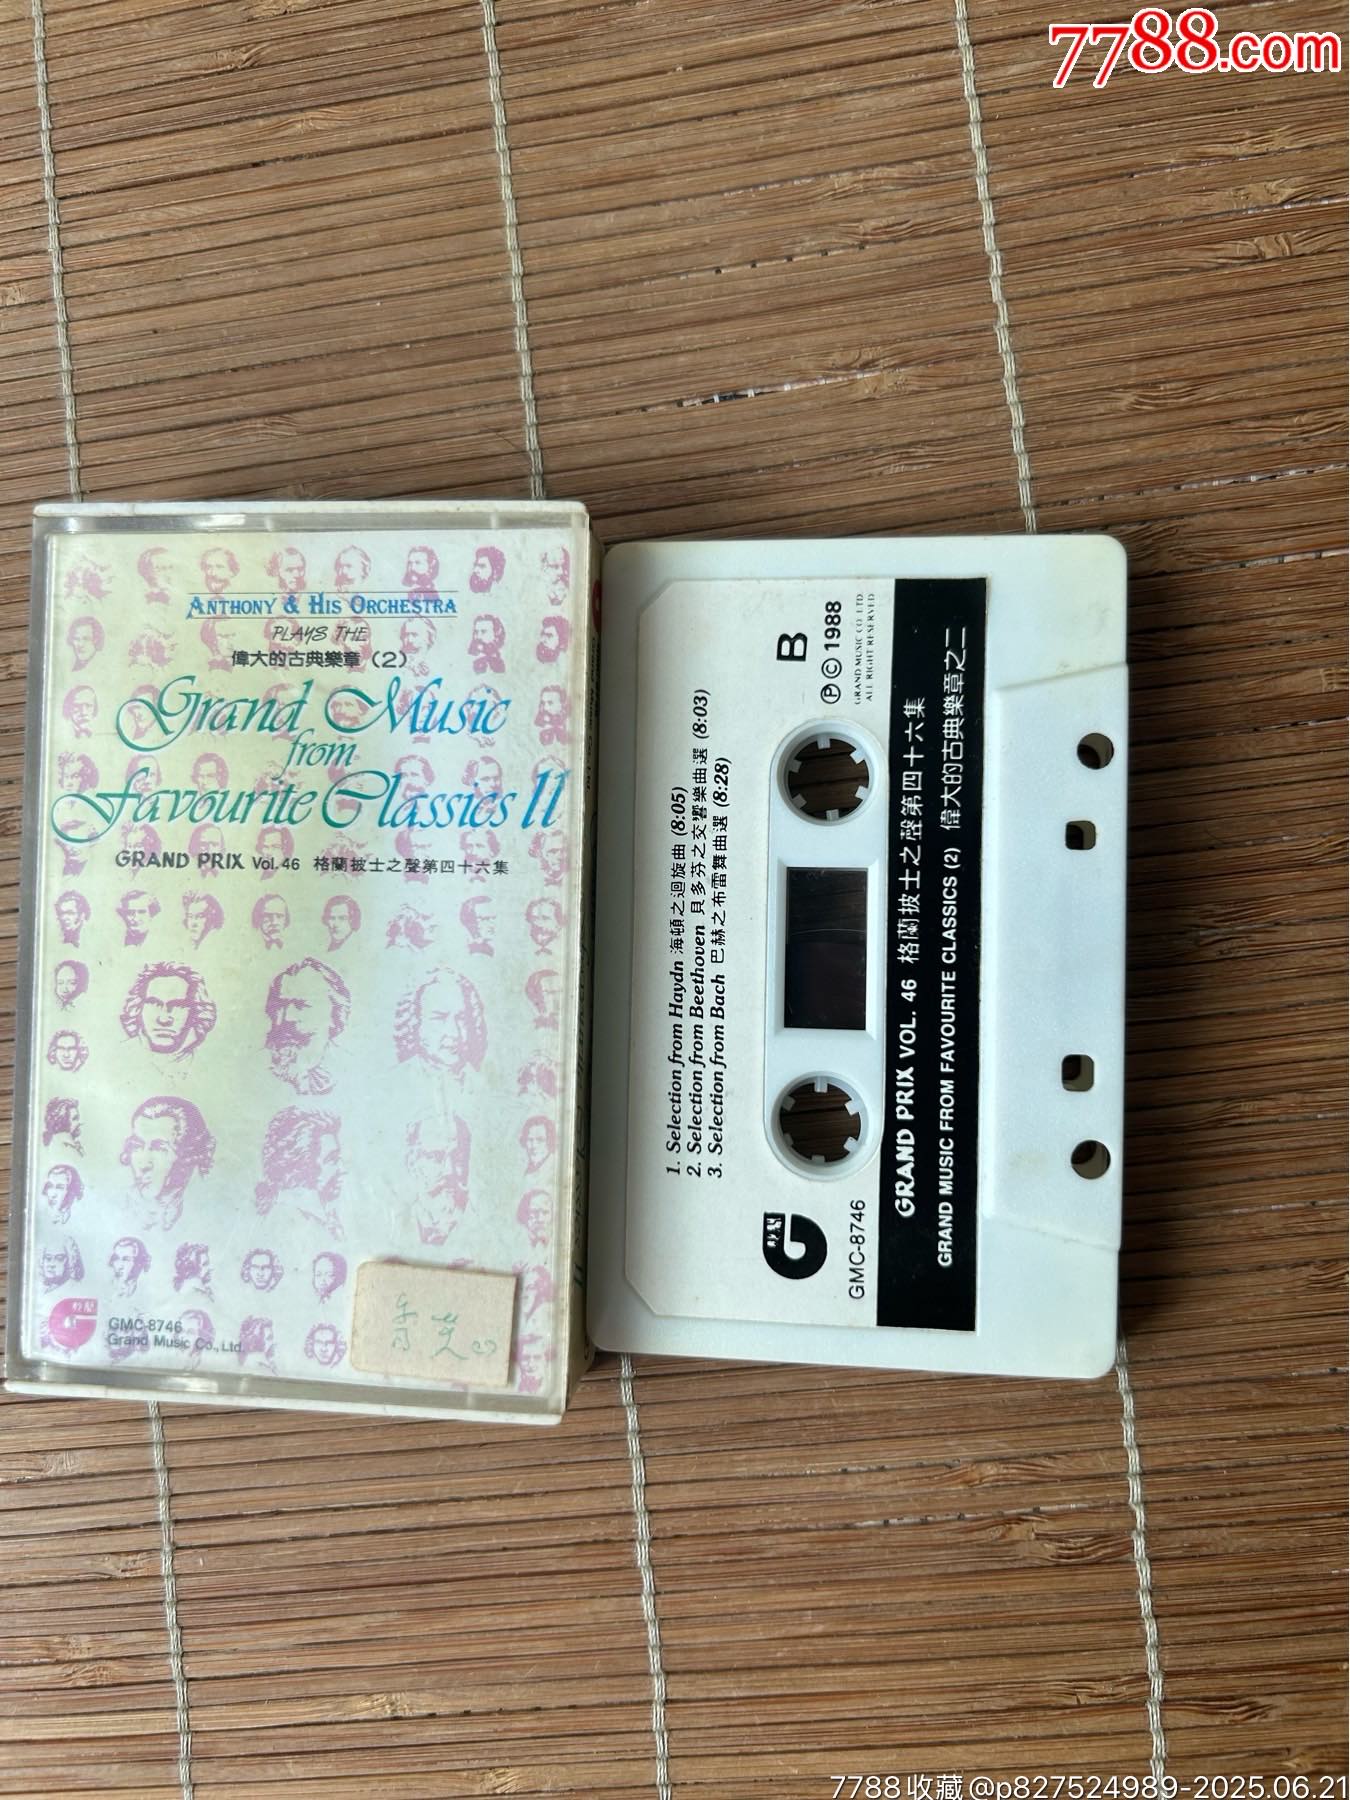 7788.com
ANTHONY & HIS ORCHESTRA
PLAYS THE
偉大的古典樂章（2）
Grand Music
from
Favourite Classics II
GRAND PRIX Vol. 46 格蘭披士之聲第四十六集
GMC-8746
Grand Music Co., Ltd.
B
Ⓟ©1988
GRAND MUSIC CO. LTD.
ALL RIGHT RESERVED
1. Selection from Haydn 海頓之迴旋曲 (8:05)
2. Selection from Beethoven 貝多芬之交響樂曲選 (8:03)
3. Selection from Bach 巴赫之布雷舞曲選 (8:28)
G
GMC-8746
GRAND PRIX VOL. 46 格蘭披士之聲第四十六集
GRAND MUSIC FROM FAVOURITE CLASSICS (2) 偉大的古典樂章之二
7788收藏@p827524989-2025.06.21